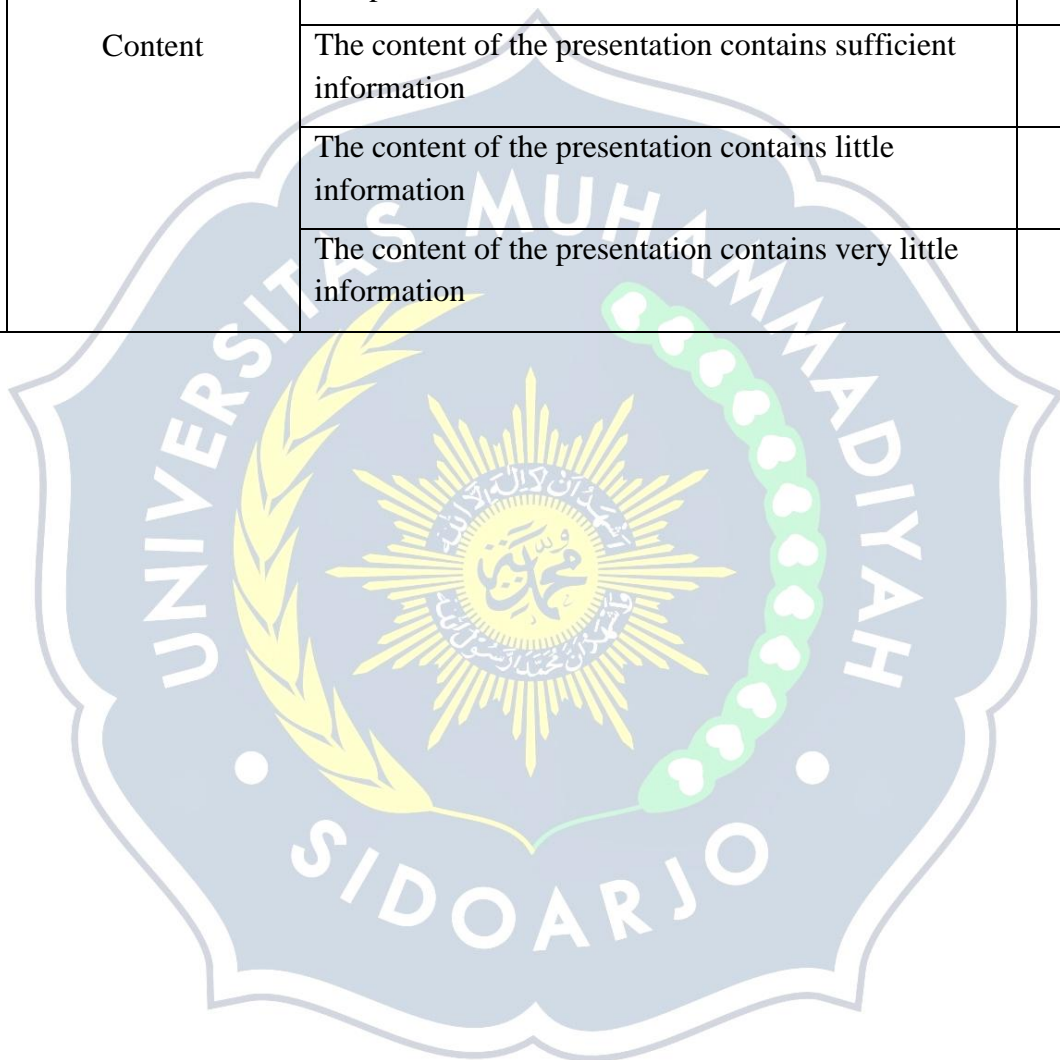 Content
The content of the presentation contains sufficient
information
The content of the presentation contains little
information
The content of the presentation contains very little
information
UNIVERSITAS MUHAMMADIYAH
SIDOARJO